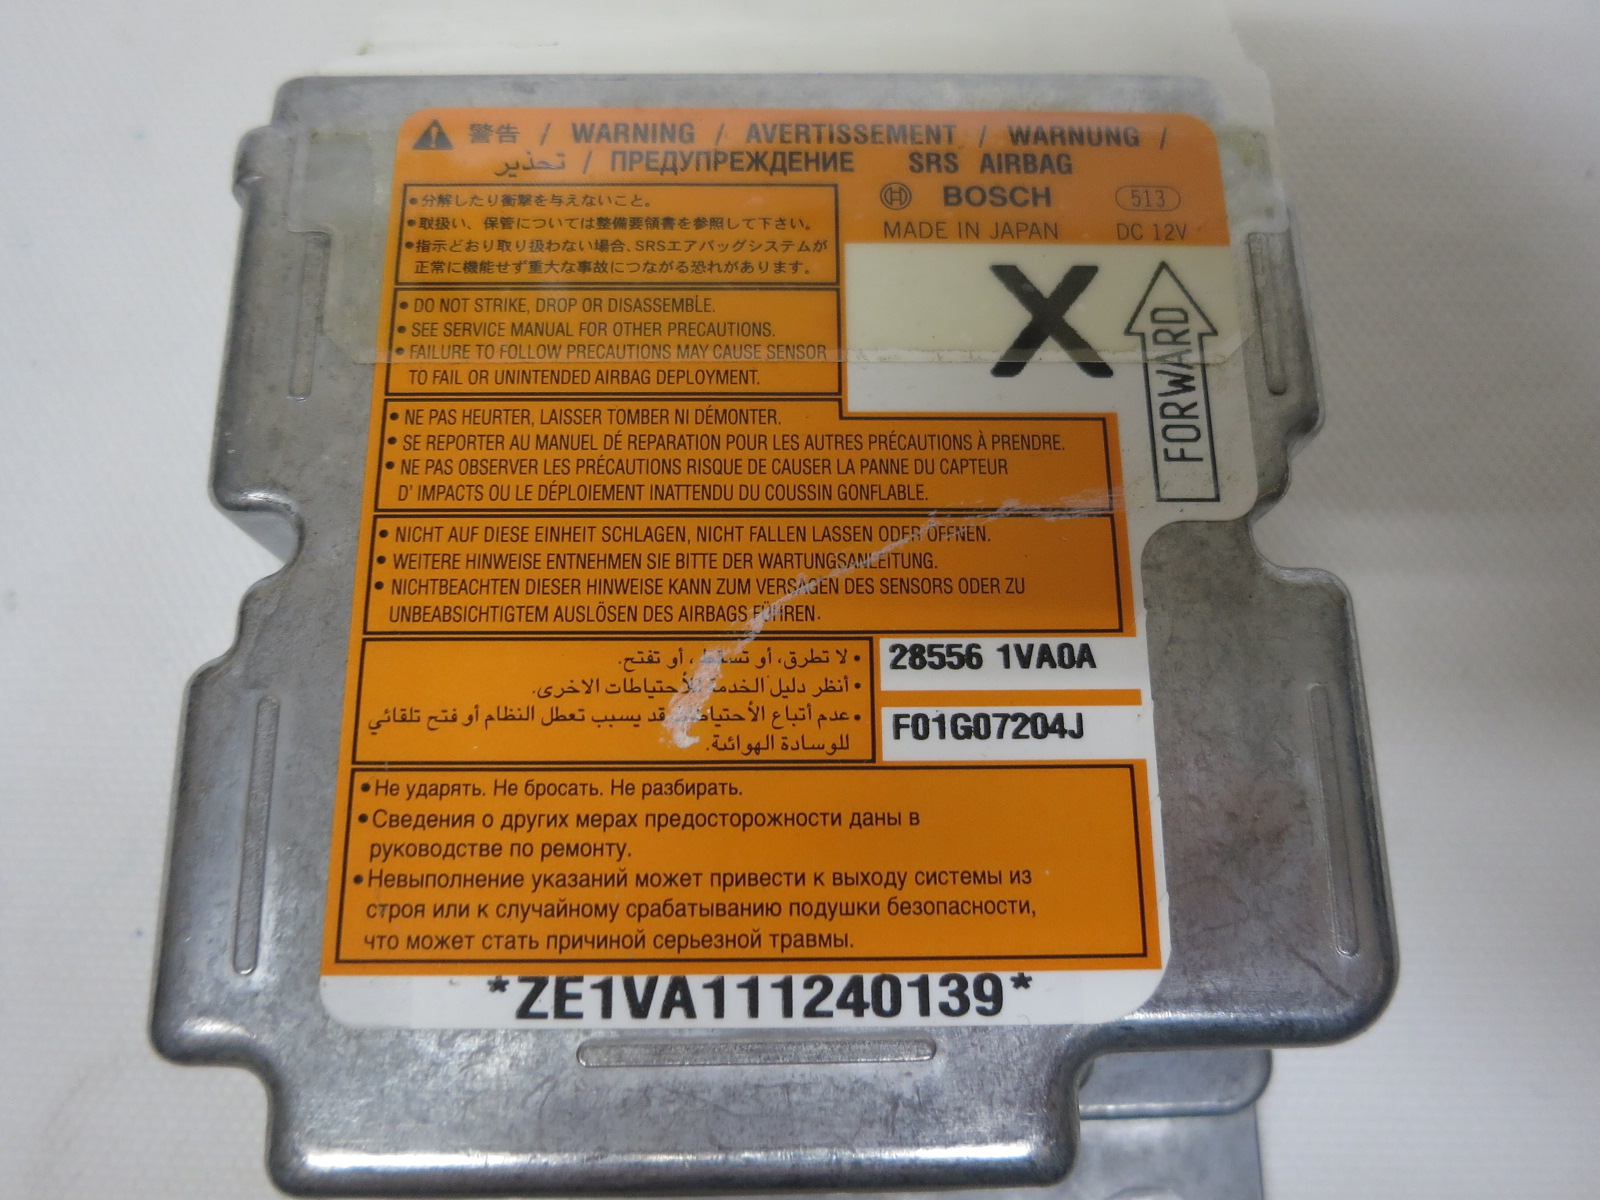 警告 / WARNING / AVERTISSEMENT / WARNUNG /
تحذير / ПРЕДУПРЕЖДЕНИЕ SRS AIRBAG
BOSCH 513
MADE IN JAPAN DC 12V
•分解したり衝撃を与えないこと。
•取扱い、保管については整備要領書を参照して下さい。
•指示どおり取り扱わない場合、SRSエアバッグシステムが
正常に機能せず重大な事故につながる恐れがあります。
X
FORWARD
• DO NOT STRIKE, DROP OR DISASSEMBLE.
• SEE SERVICE MANUAL FOR OTHER PRECAUTIONS.
• FAILURE TO FOLLOW PRECAUTIONS MAY CAUSE SENSOR
TO FAIL OR UNINTENDED AIRBAG DEPLOYMENT.
• NE PAS HEURTER, LAISSER TOMBER NI DÉMONTER.
• SE REPORTER AU MANUEL DÉ REPARATION POUR LES AUTRES PRÉCAUTIONS À PRENDRE.
• NE PAS OBSERVER LES PRÉCAUTIONS RISQUE DE CAUSER LA PANNE DU CAPTEUR
D' IMPACTS OU LE DÉPLOIEMENT INATTENDU DU COUSSIN GONFLABLE.
• NICHT AUF DIESE EINHEIT SCHLAGEN, NICHT FALLEN LASSEN ODER ÖFFNEN.
• WEITERE HINWEISE ENTNEHMEN SIE BITTE DER WARTUNGSANLEITUNG.
• NICHTBEACHTEN DIESER HINWEISE KANN ZUM VERSAGEN DES SENSORS ODER ZU
UNBEABSICHTIGTEM AUSLÖSEN DES AIRBAGS FÜHREN.
• لا تطرق، أو تسقط، أو تفتح.
• أنظر دليل الخدمة للأحتياطات الاخرى.
• عدم أتباع الأحتياطات قد يسبب تعطل النظام أو فتح تلقائي
للوسادة الهوائية.
28556 1VA0A
F01G07204J
• Не ударять. Не бросать. Не разбирать.
• Сведения о других мерах предосторожности даны в
руководстве по ремонту.
• Невыполнение указаний может привести к выходу системы из
строя или к случайному срабатыванию подушки безопасности,
что может стать причиной серьезной травмы.
*ZE1VA111240139*